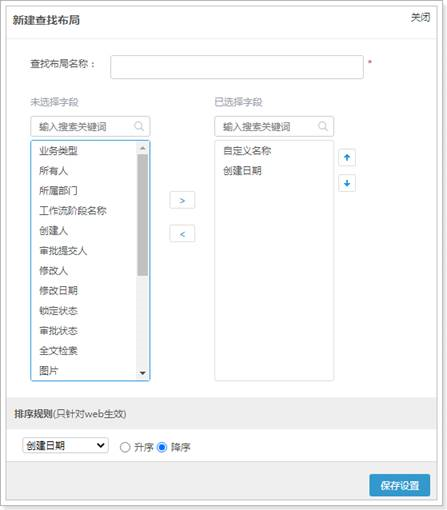 新建查找布局
关闭
查找布局名称：
*
未选择字段
已选择字段
输入搜索关键词
输入搜索关键词
业务类型
所有人
所属部门
工作流阶段名称
创建人
审批提交人
修改人
修改日期
锁定状态
审批状态
全文检索
图片
>
<
自定义名称
创建日期
排序规则(只针对web生效)
创建日期
升序
降序
保存设置